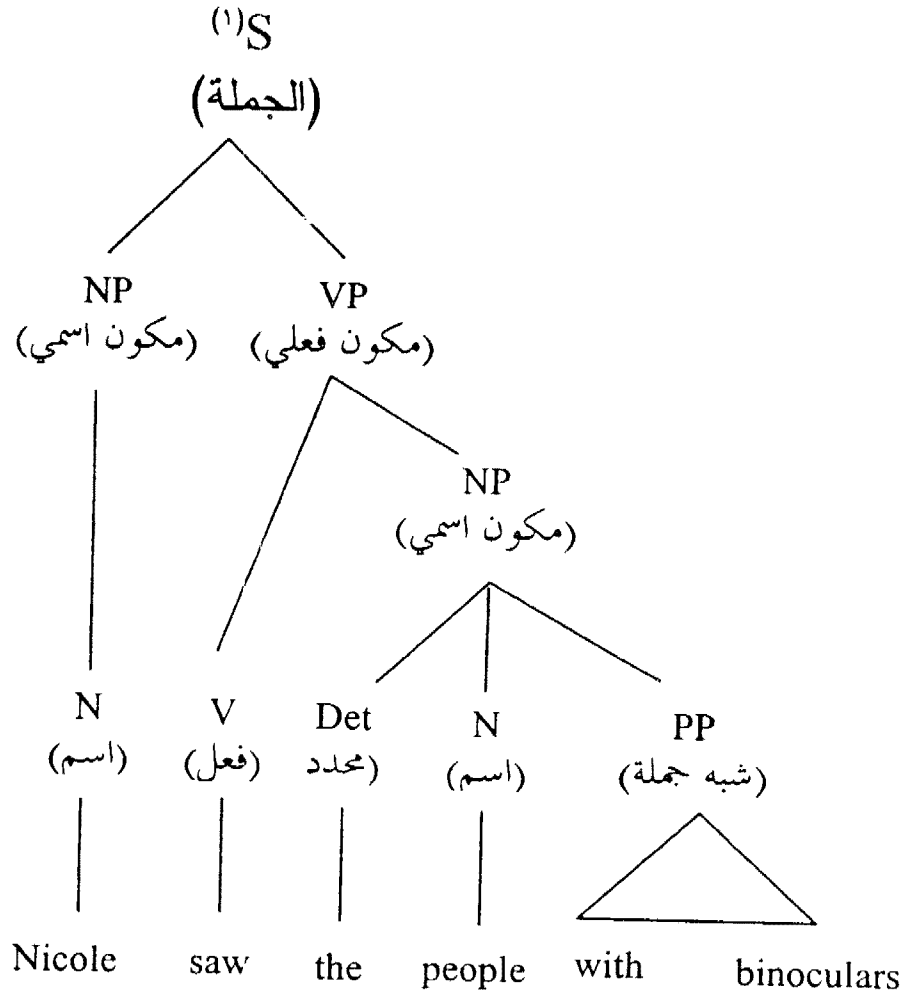 (١)S
(الجملة)
NP VP
(مكون اسمي) (مكون فعلي)
NP
(مكون اسمي)
N V Det N PP
(اسم) (فعل) محدد) (اسم) (شبه جملة)
Nicole saw the people with binoculars